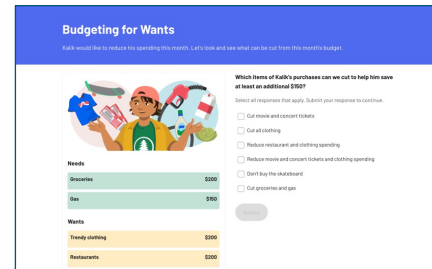 Budgeting for Wants
Kalik would like to reduce his spending this month. Let's look and see what can be cut from this month's budget.
Needs
Groceries $200
Gas $150
Wants
Trendy clothing $200
Restaurants $200
Which items of Kalik's purchases can we cut to help him save
at least an additional $150?
Select all responses that apply. Submit your response to continue.
Cut movie and concert tickets
Cut all clothing
Reduce restaurant and clothing spending
Reduce movie and concert tickets and clothing spending
Don't buy the skateboard
Cut groceries and gas
Submit